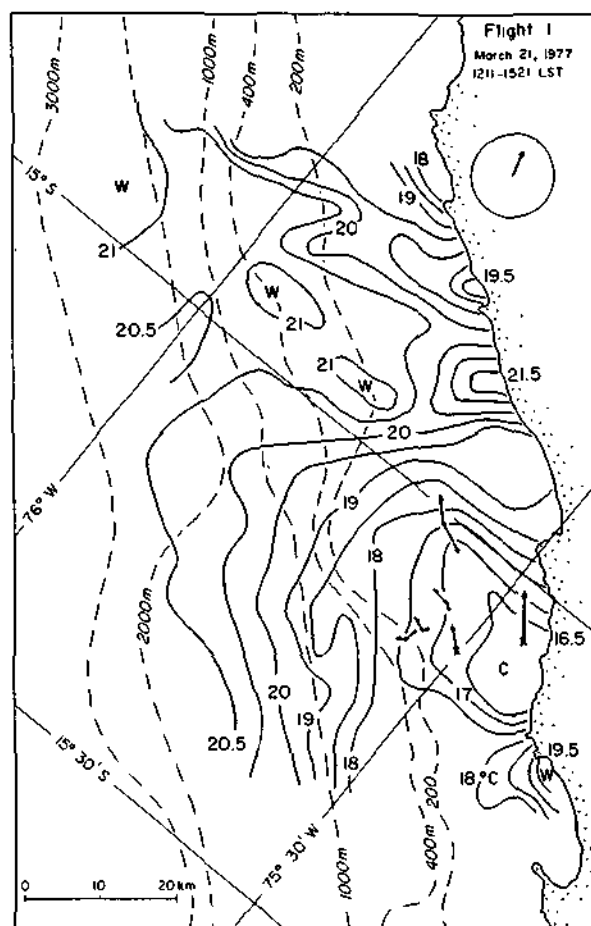 Flight 1
March 21, 1977
1211-1521 LST
3000m
1000m
400m
200m
18
19
W
15° S
21
20
19.5
W
20.5
21
21
W
21.5
20
76° W
19
18
2000m
16.5
C
17
20
20.5
19
18
19.5
18°C
W
15° 30' S
200
400m
75° 30' W
1000m
0 10 20 km